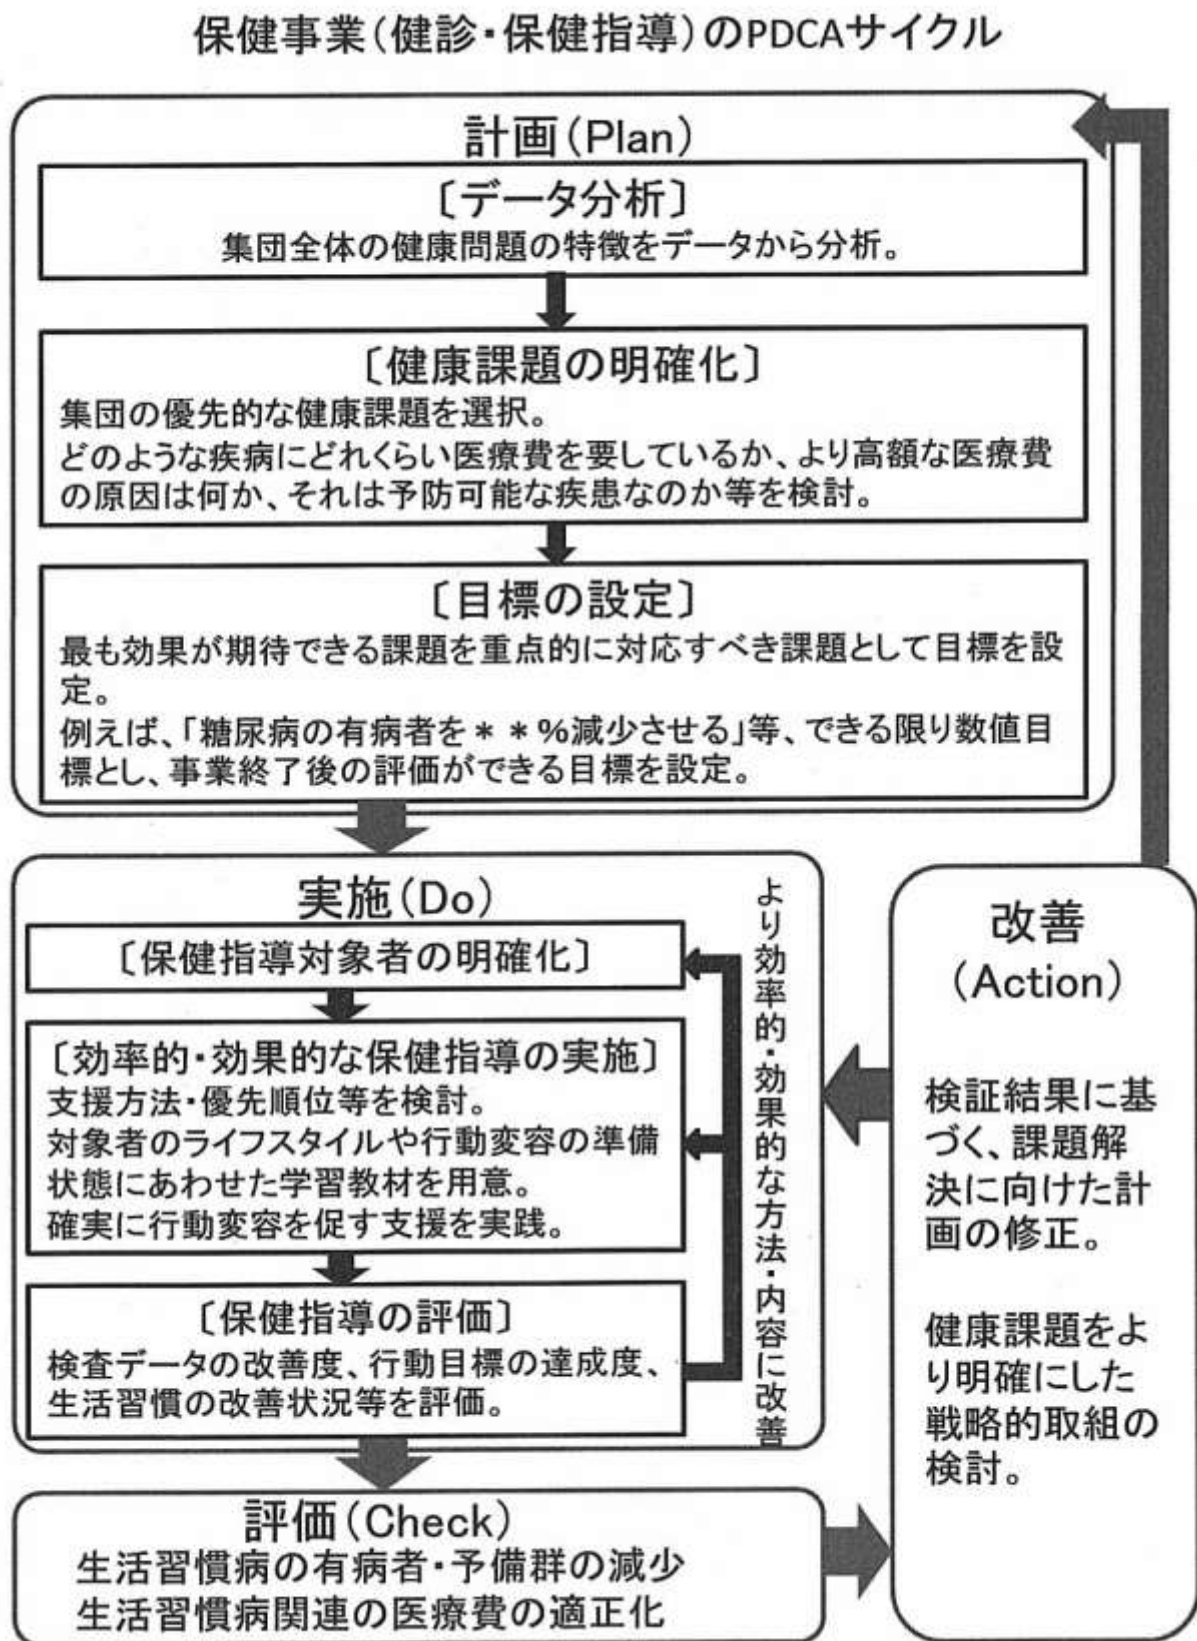 保健事業（健診・保健指導）のPDCAサイクル
計画（Plan）
〔データ分析〕
集団全体の健康問題の特徴をデータから分析。
〔健康課題の明確化〕
集団の優先的な健康課題を選択。
どのような疾病にどれくらい医療費を要しているか、より高額な医療費
の原因は何か、それは予防可能な疾患なのか等を検討。
〔目標の設定〕
最も効果が期待できる課題を重点的に対応すべき課題として目標を設
定。
例えば、「糖尿病の有病者を＊＊%減少させる」等、できる限り数値目
標とし、事業終了後の評価ができる目標を設定。
実施（Do）
〔保健指導対象者の明確化〕
〔効率的・効果的な保健指導の実施〕
支援方法・優先順位等を検討。
対象者のライフスタイルや行動変容の準備
状態にあわせた学習教材を用意。
確実に行動変容を促す支援を実践。
〔保健指導の評価〕
検査データの改善度、行動目標の達成度、
生活習慣の改善状況等を評価。
より効率的・効果的な方法・内容に改善
評価（Check）
生活習慣病の有病者・予備群の減少
生活習慣病関連の医療費の適正化
改善
（Action）
検証結果に基
づく、課題解
決に向けた計
画の修正。
健康課題をよ
り明確にした
戦略的取組の
検討。